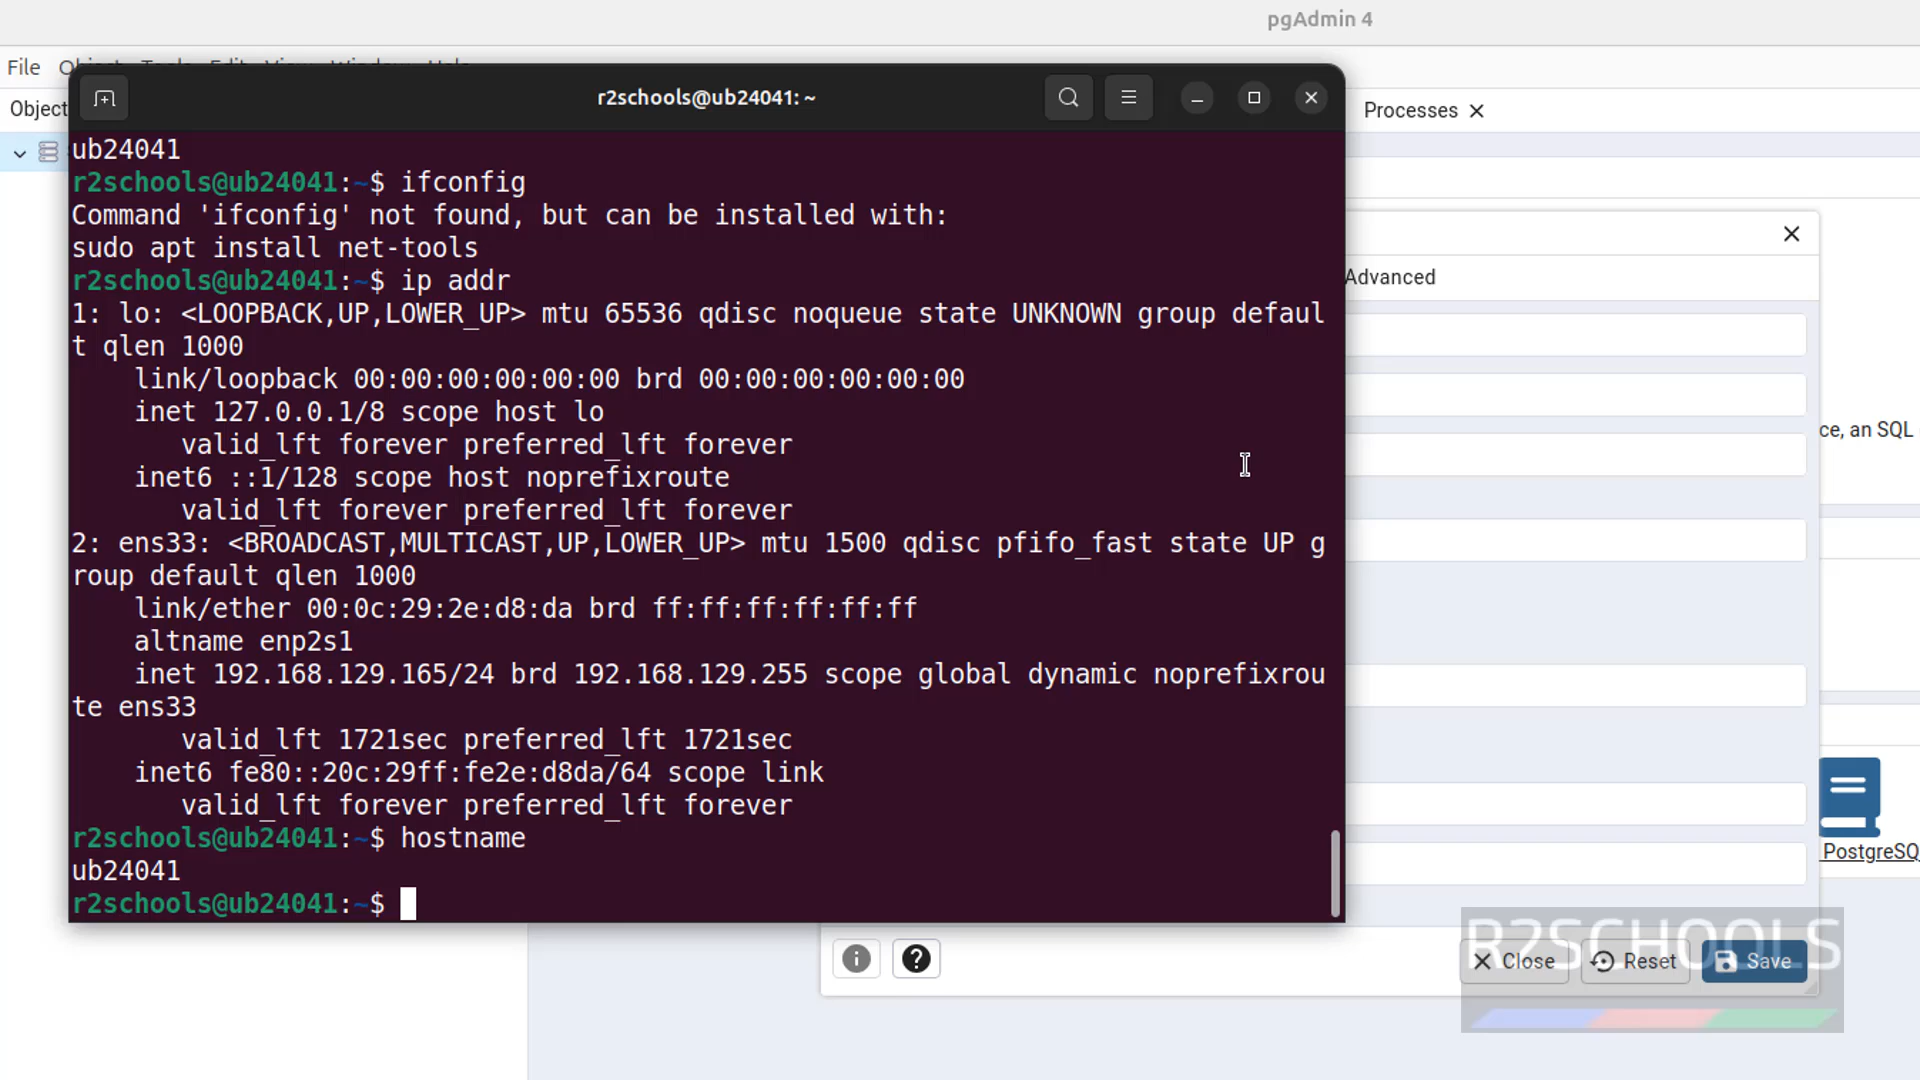 pgAdmin 4
File
Object
r2schools@ub24041: ~
Processes
ub24041
r2schools@ub24041:~$ ifconfig
Command 'ifconfig' not found, but can be installed with:
sudo apt install net-tools
r2schools@ub24041:~$ ip addr
1: lo: <LOOPBACK,UP,LOWER_UP> mtu 65536 qdisc noqueue state UNKNOWN group defaul
t qlen 1000
link/loopback 00:00:00:00:00:00 brd 00:00:00:00:00:00
inet 127.0.0.1/8 scope host lo
valid_lft forever preferred_lft forever
inet6 ::1/128 scope host noprefixroute
valid_lft forever preferred_lft forever
2: ens33: <BROADCAST,MULTICAST,UP,LOWER_UP> mtu 1500 qdisc pfifo_fast state UP g
roup default qlen 1000
link/ether 00:0c:29:2e:d8:da brd ff:ff:ff:ff:ff:ff
altname enp2s1
inet 192.168.129.165/24 brd 192.168.129.255 scope global dynamic noprefixrou
te ens33
valid_lft 1721sec preferred_lft 1721sec
inet6 fe80::20c:29ff:fe2e:d8da/64 scope link
valid_lft forever preferred_lft forever
r2schools@ub24041:~$ hostname
ub24041
r2schools@ub24041:~$
Advanced
ce, an SQL
PostgreSQ
Close
Reset
Save
R2SCHOOLS